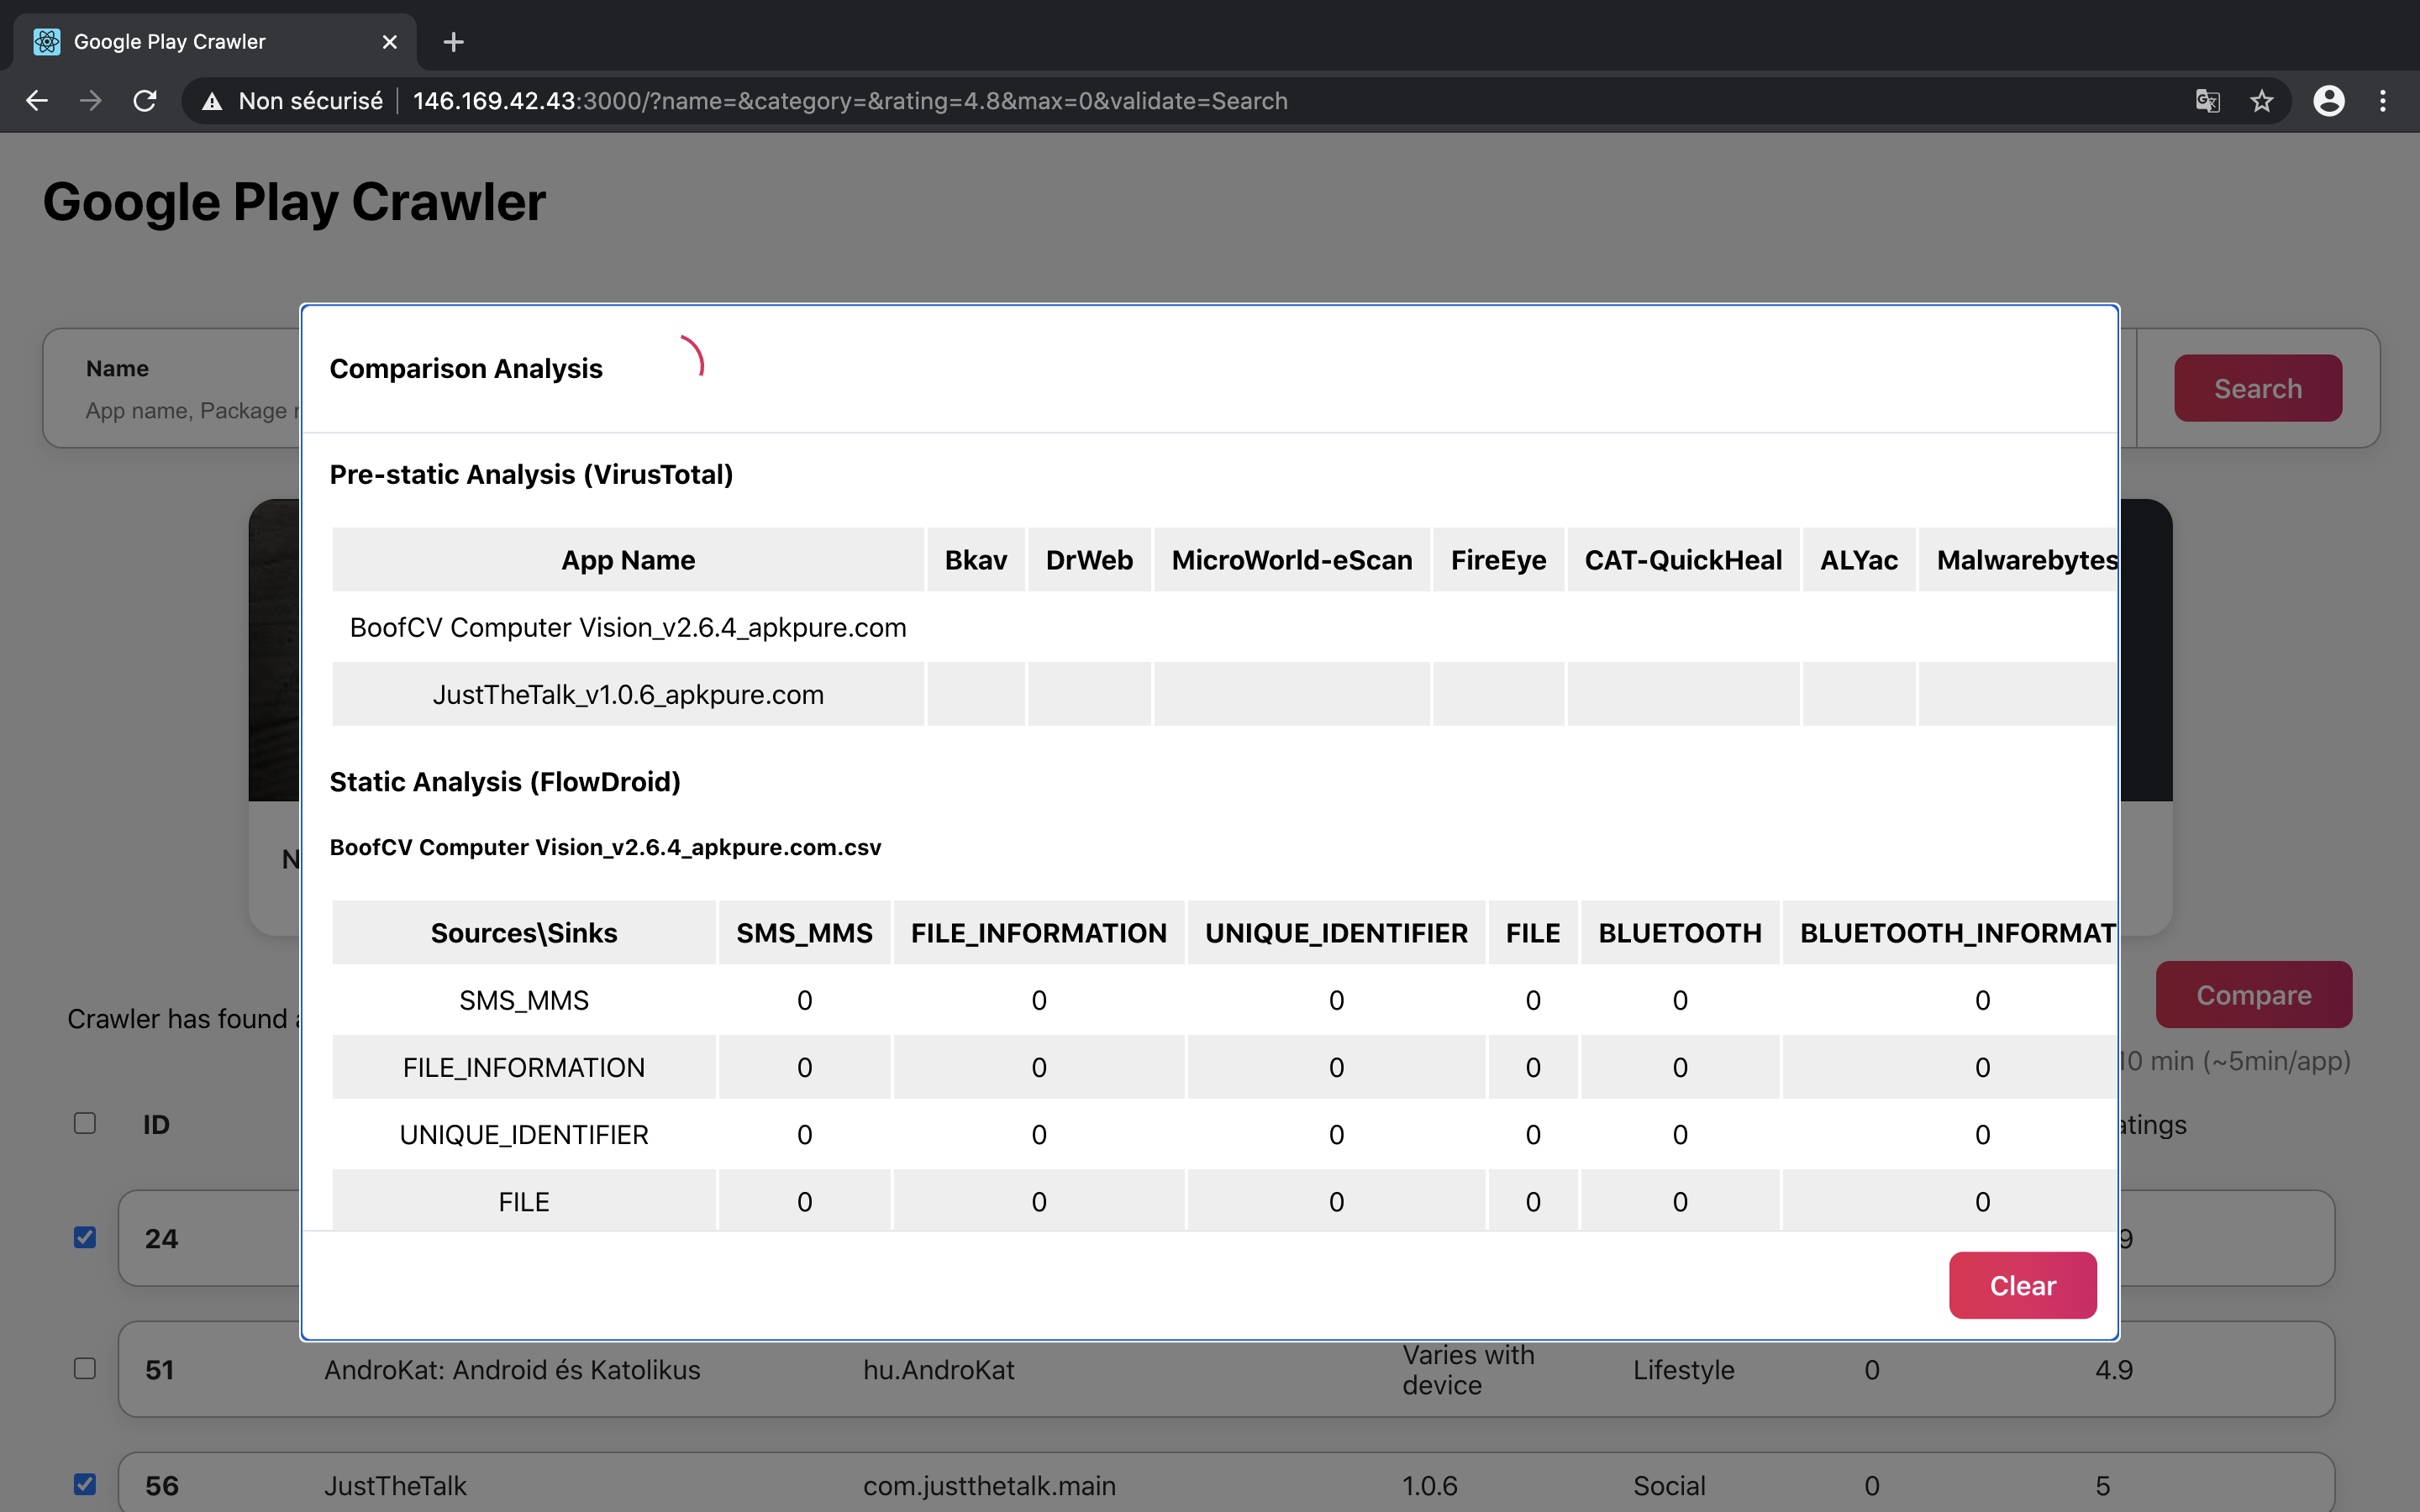 Google Play Crawler
Non sécurisé 146.169.42.43:3000/?name=&category=&rating=4.8&max=0&validate=Search
Google Play Crawler
Name
App name, Package
Search
Comparison Analysis
Pre-static Analysis (VirusTotal)
App Name Bkav DrWeb MicroWorld-eScan FireEye CAT-QuickHeal ALYac Malwarebytes
BoofCV Computer Vision_v2.6.4_apkpure.com
JustTheTalk_v1.0.6_apkpure.com
Static Analysis (FlowDroid)
BoofCV Computer Vision_v2.6.4_apkpure.com.csv
Sources\Sinks SMS_MMS FILE_INFORMATION UNIQUE_IDENTIFIER FILE BLUETOOTH BLUETOOTH_INFORMAT
SMS_MMS 0 0 0 0 0 0
FILE_INFORMATION 0 0 0 0 0 0
UNIQUE_IDENTIFIER 0 0 0 0 0 0
FILE 0 0 0 0 0 0
Clear
Crawler has found
Compare
10 min (~5min/app)
ID atings
24 9
51 AndroKat: Android és Katolikus hu.AndroKat Varies with device Lifestyle 0 4.9
56 JustTheTalk com.justthetalk.main 1.0.6 Social 0 5